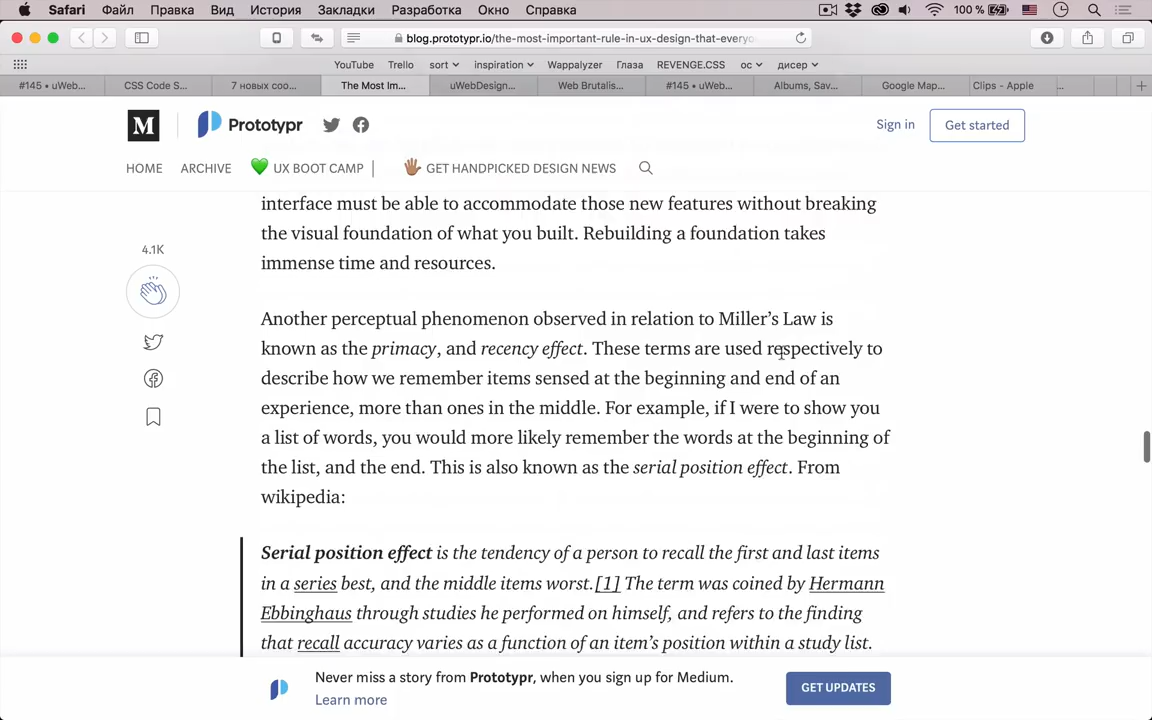 Safari Файл Правка Вид История Закладки Разработка Окно Справка 100 %
blog.prototypr.io/the-most-important-rule-in-ux-design-that-everyo
YouTube Trello sort inspiration Wappalyzer Глаза REVENGE.CSS ос дисер
#145 • uWeb... CSS Code S... 7 новых соо... The Most Im... uWebDesign... Web Brutalis... #145 • uWeb... Albums, Sav... Google Map... Clips - Apple ...
M Prototypr Sign in Get started
HOME ARCHIVE 💚 UX BOOT CAMP | 🖐🏽 GET HANDPICKED DESIGN NEWS
interface must be able to accommodate those new features without breaking
the visual foundation of what you built. Rebuilding a foundation takes
immense time and resources.
4.1K
Another perceptual phenomenon observed in relation to Miller’s Law is
known as the primacy, and recency effect. These terms are used respectively to
describe how we remember items sensed at the beginning and end of an
experience, more than ones in the middle. For example, if I were to show you
a list of words, you would more likely remember the words at the beginning of
the list, and the end. This is also known as the serial position effect. From
wikipedia:
Serial position effect is the tendency of a person to recall the first and last items
in a series best, and the middle items worst.[1] The term was coined by Hermann
Ebbinghaus through studies he performed on himself, and refers to the finding
that recall accuracy varies as a function of an item’s position within a study list.
Never miss a story from Prototypr, when you sign up for Medium.
Learn more
GET UPDATES